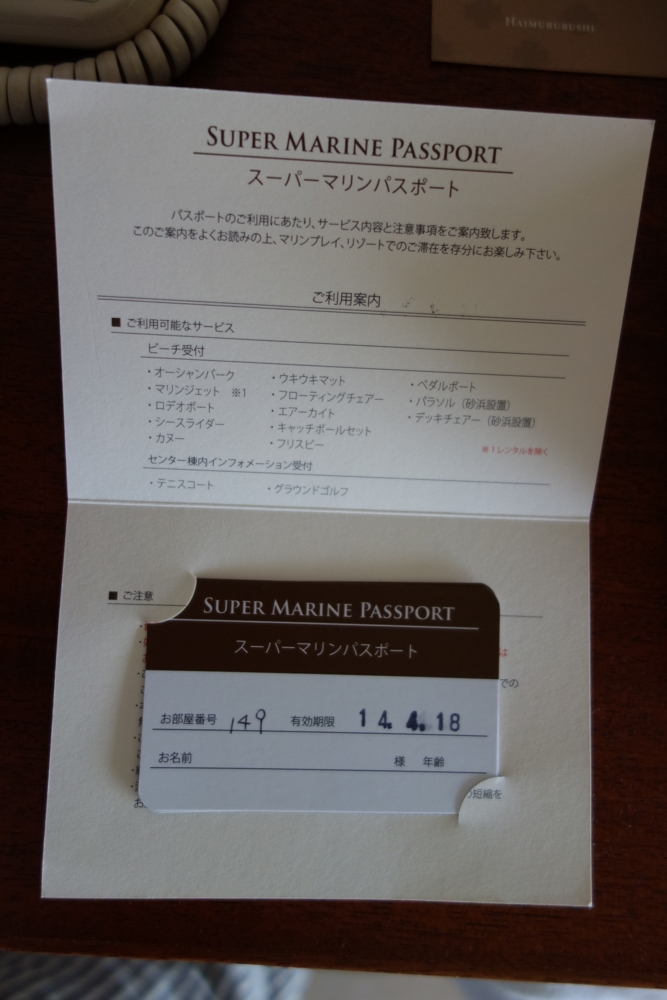 HAIMURUBUSHI
SUPER MARINE PASSPORT
スーパーマリンパスポート
パスポートのご利用にあたり、サービス内容と注意事項をご案内致します。
このご案内をよくお読みの上、マリンプレイ、リゾートでのご滞在を存分にお楽しみ下さい。
ご利用案内
■ ご利用可能なサービス
ビーチ受付
・オーシャンパーク ・ウキウキマット ・ペダルボート
・マリンジェット ※1 ・フローティングチェアー ・パラソル（砂浜設置）
・ロデオボート ・エアーカイト ・デッキチェアー（砂浜設置）
・シースライダー ・キャッチボールセット
・カヌー ・フリスビー
※1レンタルを除く
センター棟内インフォメーション受付
・テニスコート ・グラウンドゴルフ
■ ご注意
SUPER MARINE PASSPORT
スーパーマリンパスポート
は
での
お部屋番号 149 有効期限 14.4.18
お名前 様 年齢
短縮を
お